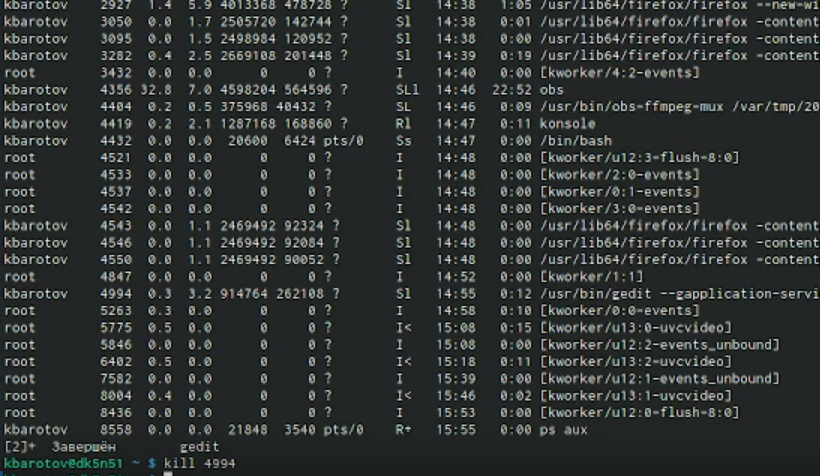 kbarotov 2927 1.4 5.9 4013368 478728 ? Sl 14:38 1:05 /usr/lib64/firefox/firefox --new-wi
kbarotov 3050 0.0 1.7 2505720 142744 ? Sl 14:38 0:01 /usr/lib64/firefox/firefox -content
kbarotov 3095 0.0 1.5 2498984 120952 ? Sl 14:38 0:00 /usr/lib64/firefox/firefox -content
kbarotov 3282 0.4 2.5 2669108 201448 ? Sl 14:39 0:19 /usr/lib64/firefox/firefox -content
root 3432 0.0 0.0 0 0 ? I 14:40 0:00 [kworker/4:2-events]
kbarotov 4356 32.8 7.0 4598204 564596 ? SLl 14:46 22:52 obs
kbarotov 4404 0.2 0.5 375968 40432 ? SL 14:46 0:09 /usr/bin/obs-ffmpeg-mux /var/tmp/20
kbarotov 4419 0.2 2.1 1287168 168860 ? Rl 14:47 0:11 konsole
kbarotov 4432 0.0 0.0 20600 6424 pts/0 Ss 14:47 0:00 /bin/bash
root 4521 0.0 0.0 0 0 ? I 14:48 0:00 [kworker/u12:3-flush-8:0]
root 4533 0.0 0.0 0 0 ? I 14:48 0:00 [kworker/2:0-events]
root 4537 0.0 0.0 0 0 ? I 14:48 0:00 [kworker/0:1-events]
root 4542 0.0 0.0 0 0 ? I 14:48 0:00 [kworker/3:0-events]
kbarotov 4543 0.0 1.1 2469492 92324 ? Sl 14:48 0:00 /usr/lib64/firefox/firefox -content
kbarotov 4546 0.0 1.1 2469492 92084 ? Sl 14:48 0:00 /usr/lib64/firefox/firefox -content
kbarotov 4550 0.0 1.1 2469492 90052 ? Sl 14:48 0:00 /usr/lib64/firefox/firefox -content
root 4847 0.0 0.0 0 0 ? I 14:52 0:00 [kworker/1:1]
kbarotov 4994 0.3 3.2 914764 262108 ? Sl 14:55 0:12 /usr/bin/gedit --gapplication-servi
root 5263 0.3 0.0 0 0 ? I 14:58 0:10 [kworker/0:0-events]
root 5775 0.5 0.0 0 0 ? I< 15:08 0:15 [kworker/u13:0-uvcvideo]
root 5846 0.0 0.0 0 0 ? I 15:08 0:00 [kworker/u12:2-events_unbound]
root 6402 0.5 0.0 0 0 ? I< 15:18 0:11 [kworker/u13:2-uvcvideo]
root 7582 0.0 0.0 0 0 ? I 15:39 0:00 [kworker/u12:1-events_unbound]
root 8004 0.4 0.0 0 0 ? I< 15:46 0:02 [kworker/u13:1-uvcvideo]
root 8436 0.0 0.0 0 0 ? I 15:53 0:00 [kworker/u12:0-flush-8:0]
kbarotov 8558 0.0 0.0 21848 3540 pts/0 R+ 15:55 0:00 ps aux
[2]+ Завершён gedit
kbarotov@dk5n51 ~ $ kill 4994